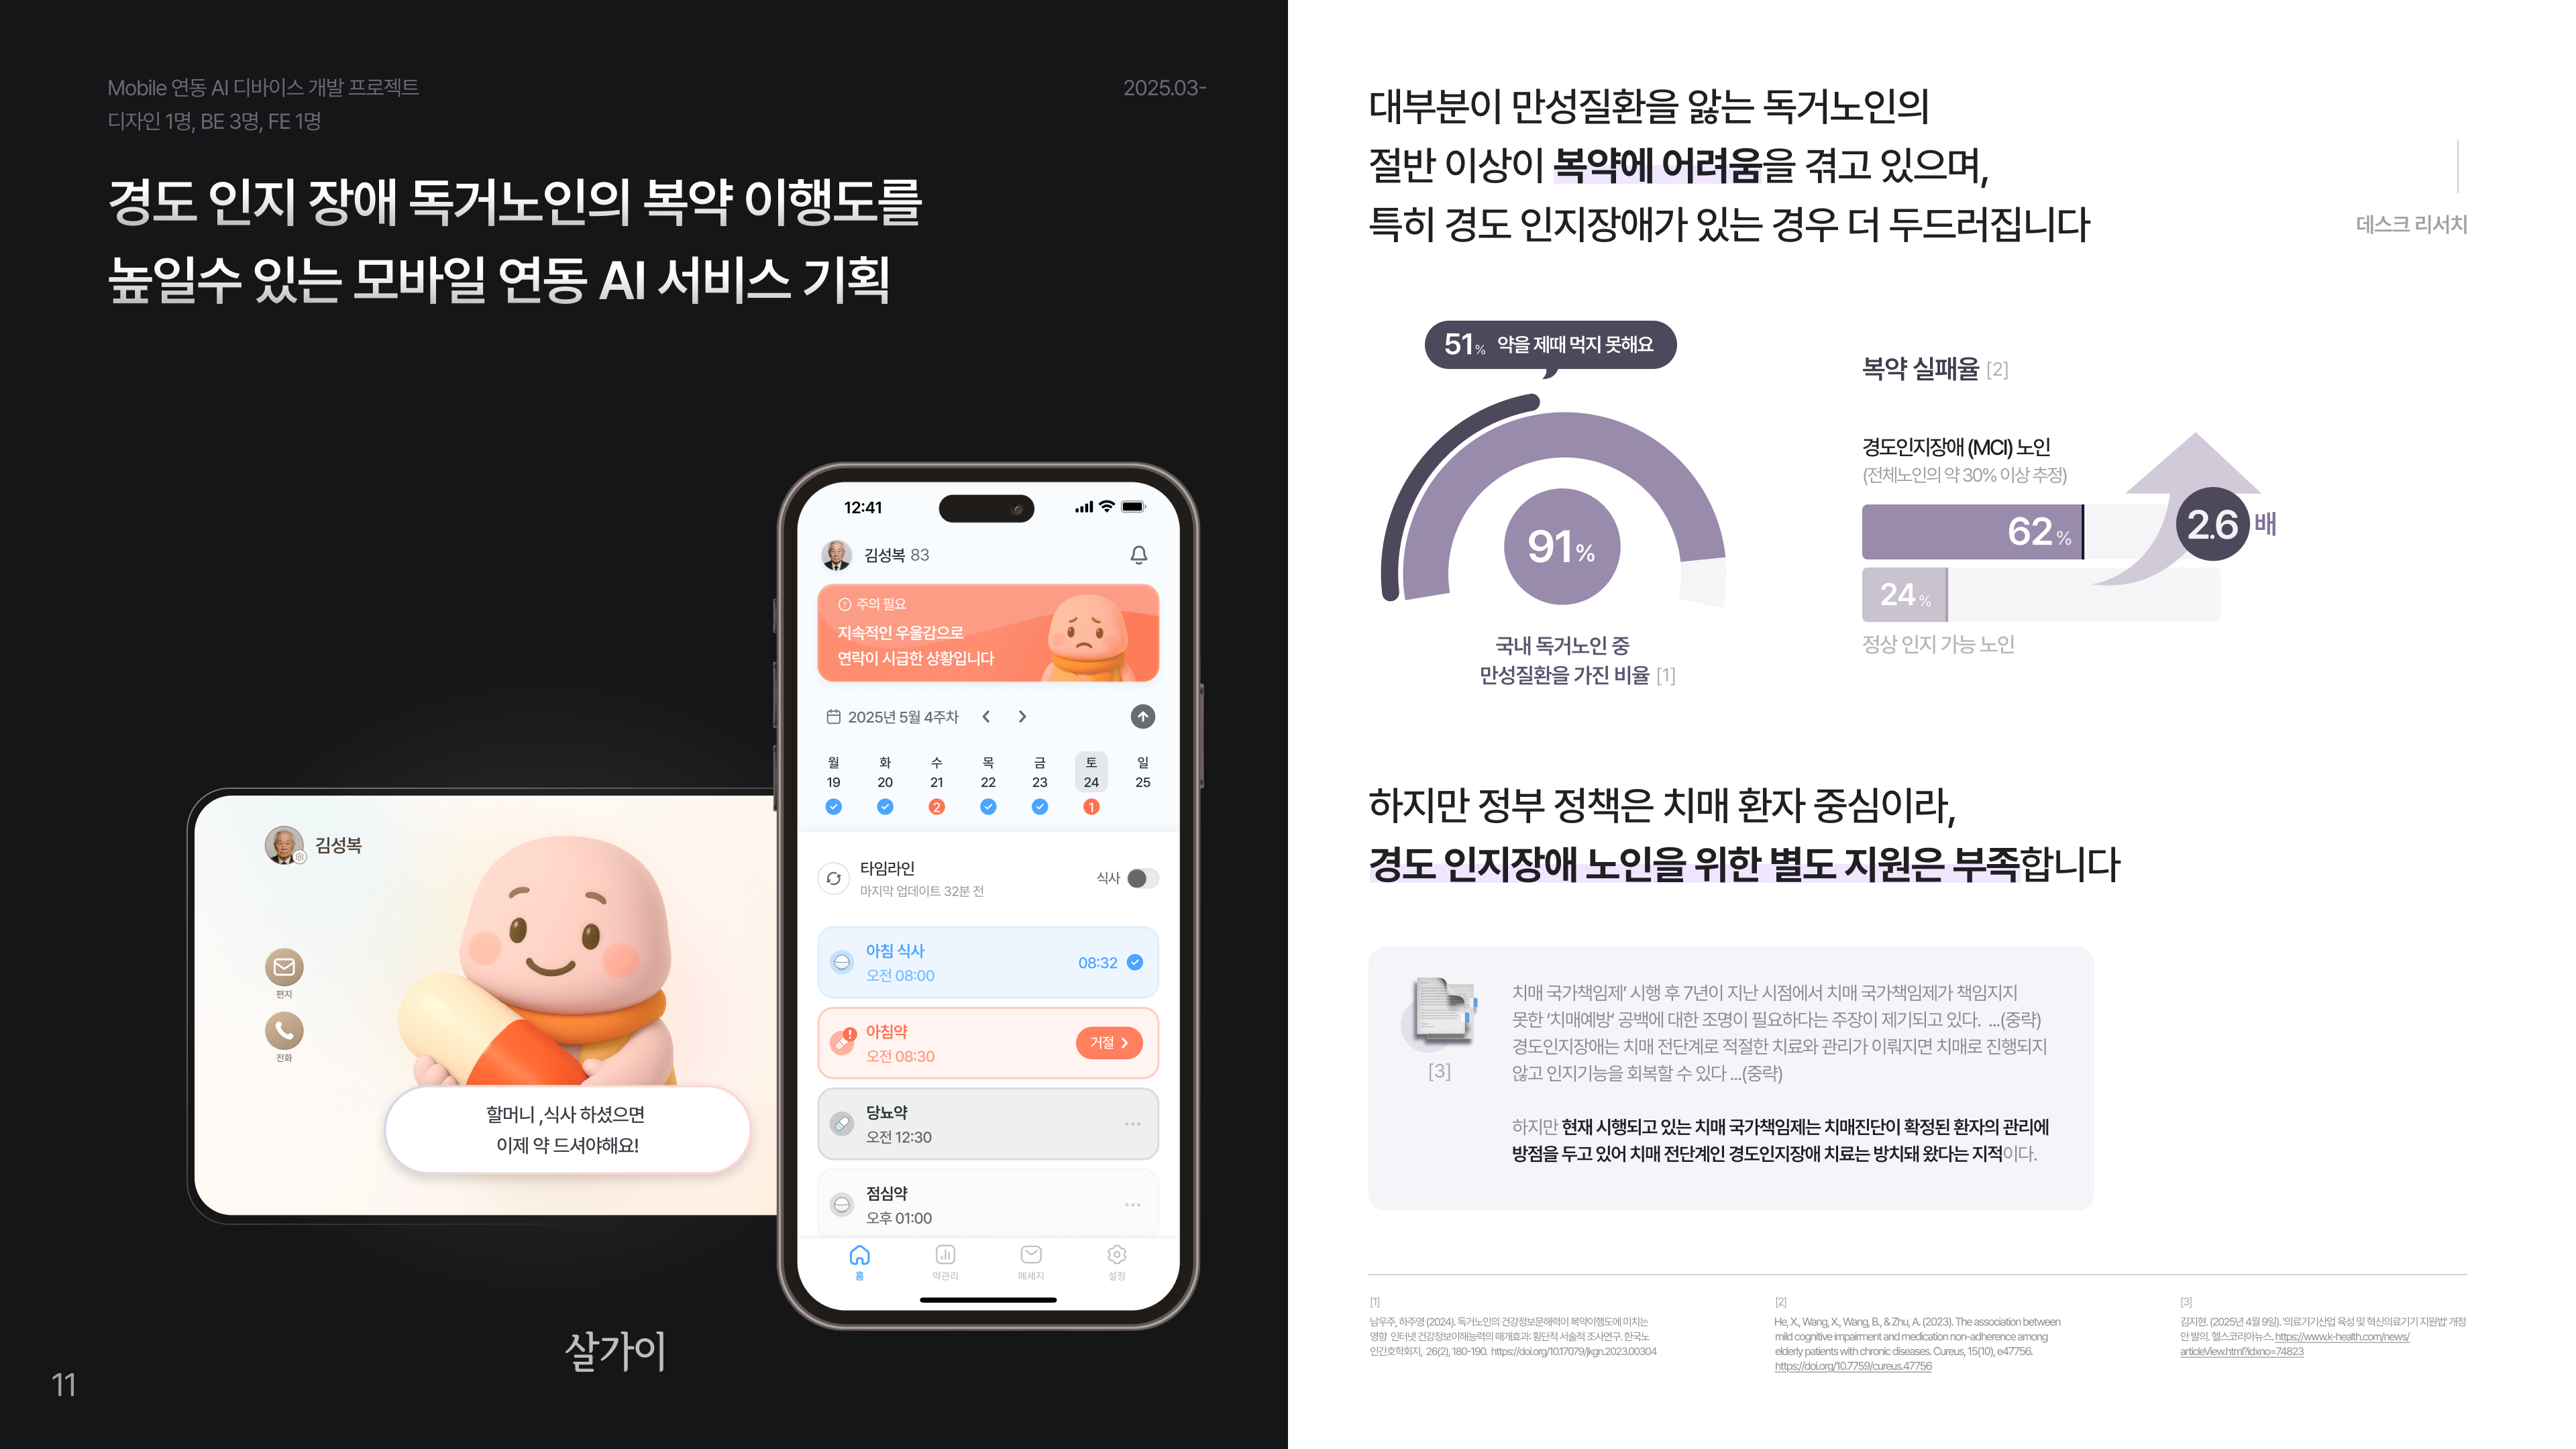 Mobile 연동 AI 디바이스 개발 프로젝트
디자인 1명, BE 3명, FE 1명
2025.03-
경도 인지 장애 독거노인의 복약 이행도를
높일수 있는 모바일 연동 AI 서비스 기획
김성복
편지
전화
할머니 ,식사 하셨으면
이제 약 드셔야해요!
12:41
김성복 83
주의 필요
지속적인 우울감으로
연락이 시급한 상황입니다
2025년 5월 4주차
월 화 수 목 금 토 일
19 20 21 22 23 24 25
2 1
타임라인
마지막 업데이트 32분 전
식사
아침 식사
오전 08:00
08:32
아침약
오전 08:30
거절
당뇨약
오전 12:30
점심약
오후 01:00
홈 약관리 메세지 설정
살가이
11
대부분이 만성질환을 앓는 독거노인의
절반 이상이 복약에 어려움을 겪고 있으며,
특히 경도 인지장애가 있는 경우 더 두드러집니다
데스크 리서치
51% 약을 제때 먹지 못해요
91%
국내 독거노인 중
만성질환을 가진 비율 [1]
복약 실패율 [2]
경도인지장애 (MCI) 노인
(전체노인의 약 30% 이상 추정)
62%
2.6 배
24%
정상 인지 가능 노인
하지만 정부 정책은 치매 환자 중심이라,
경도 인지장애 노인을 위한 별도 지원은 부족합니다
[3]
치매 국가책임제’ 시행 후 7년이 지난 시점에서 치매 국가책임제가 책임지지
못한 ‘치매예방‘ 공백에 대한 조명이 필요하다는 주장이 제기되고 있다. ...(중략)
경도인지장애는 치매 전단계로 적절한 치료와 관리가 이뤄지면 치매로 진행되지
않고 인지기능을 회복할 수 있다 ...(중략)
하지만 현재 시행되고 있는 치매 국가책임제는 치매진단이 확정된 환자의 관리에
방점을 두고 있어 치매 전단계인 경도인지장애 치료는 방치돼 왔다는 지적이다.
[1]
남우주, 하주영 (2024). 독거노인의 건강정보문해력이 복약이행도에 미치는
영향 인터넷 건강정보이해능력의 매개효과: 횡단적 서술적 조사연구. 한국노
인간호학회지, 26(2), 180-190. https://doi.org/10.17079/jkgn.2023.00304
[2]
He, X., Wang, X., Wang, B., & Zhu, A. (2023). The association between
mild cognitive impairment and medication non-adherence among
elderly patients with chronic diseases. Cureus, 15(10), e47756.
https://doi.org/10.7759/cureus.47756
[3]
김지현. (2025년 4월 9일). '의료기기산업 육성 및 혁신의료기기 지원법' 개정
안 발의. 헬스코리아뉴스. https://www.k-health.com/news/
articleView.html?idxno=74823